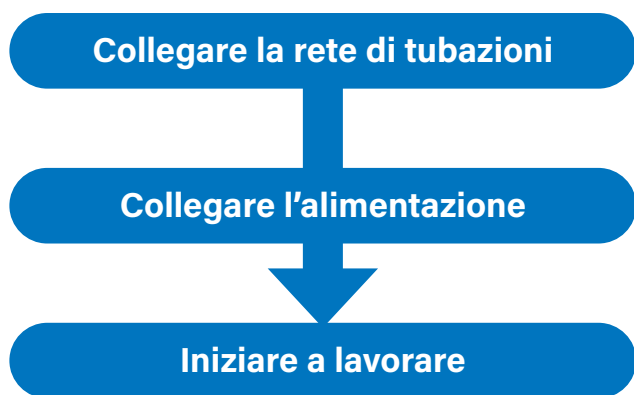 Collegare la rete di tubazioni
Collegare l’alimentazione
Iniziare a lavorare